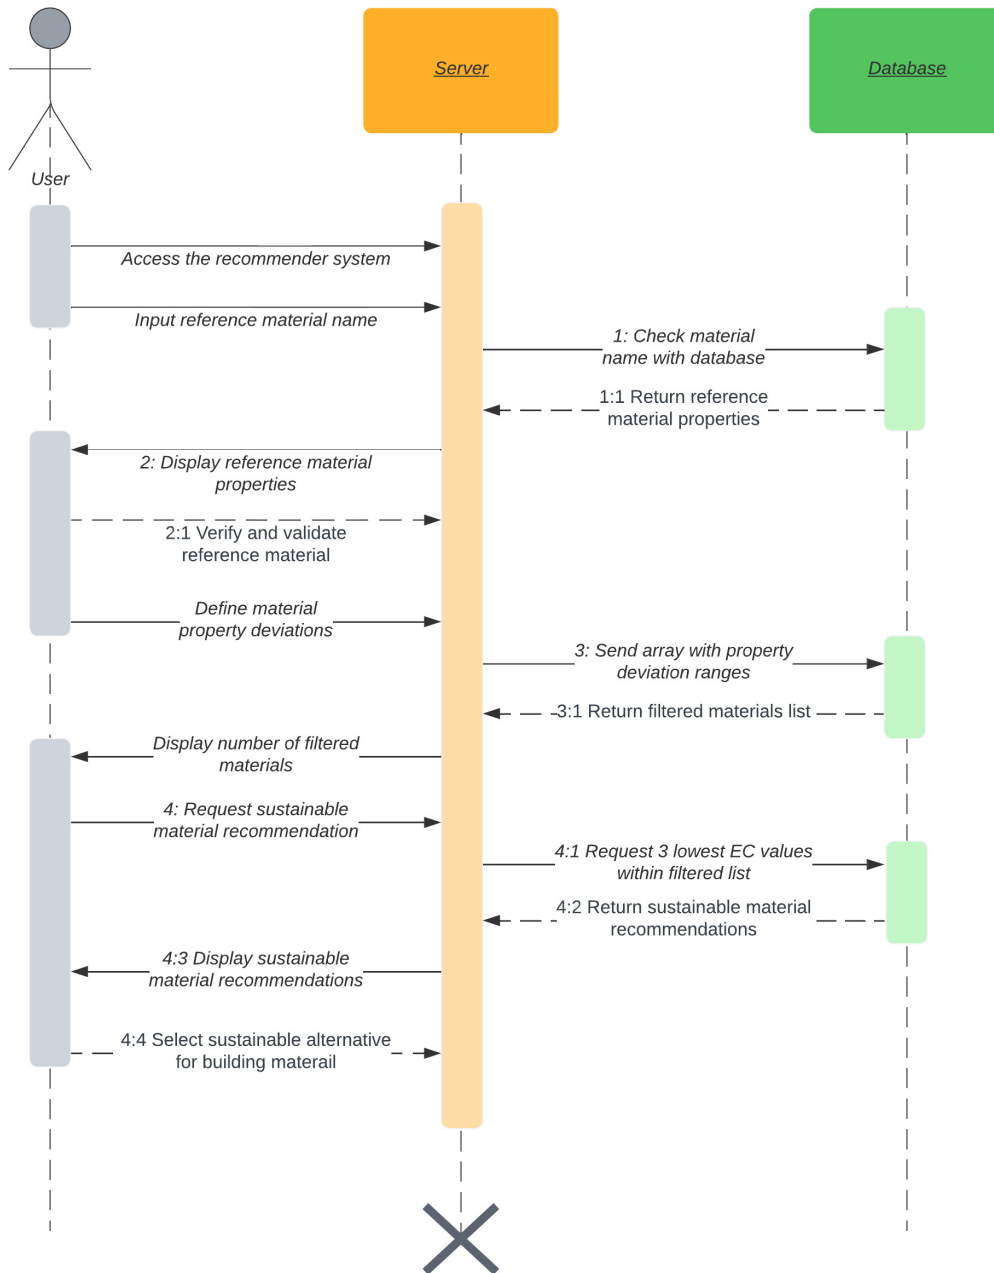 Server
Database
User
Access the recommender system
Input reference material name
1: Check material
name with database
1:1 Return reference
material properties
2: Display reference material
properties
2:1 Verify and validate
reference material
Define material
property deviations
3: Send array with property
deviation ranges
3:1 Return filtered materials list
Display number of filtered
materials
4: Request sustainable
material recommendation
4:1 Request 3 lowest EC values
within filtered list
4:2 Return sustainable material
recommendations
4:3 Display sustainable
material recommendations
4:4 Select sustainable alternative
for building materail